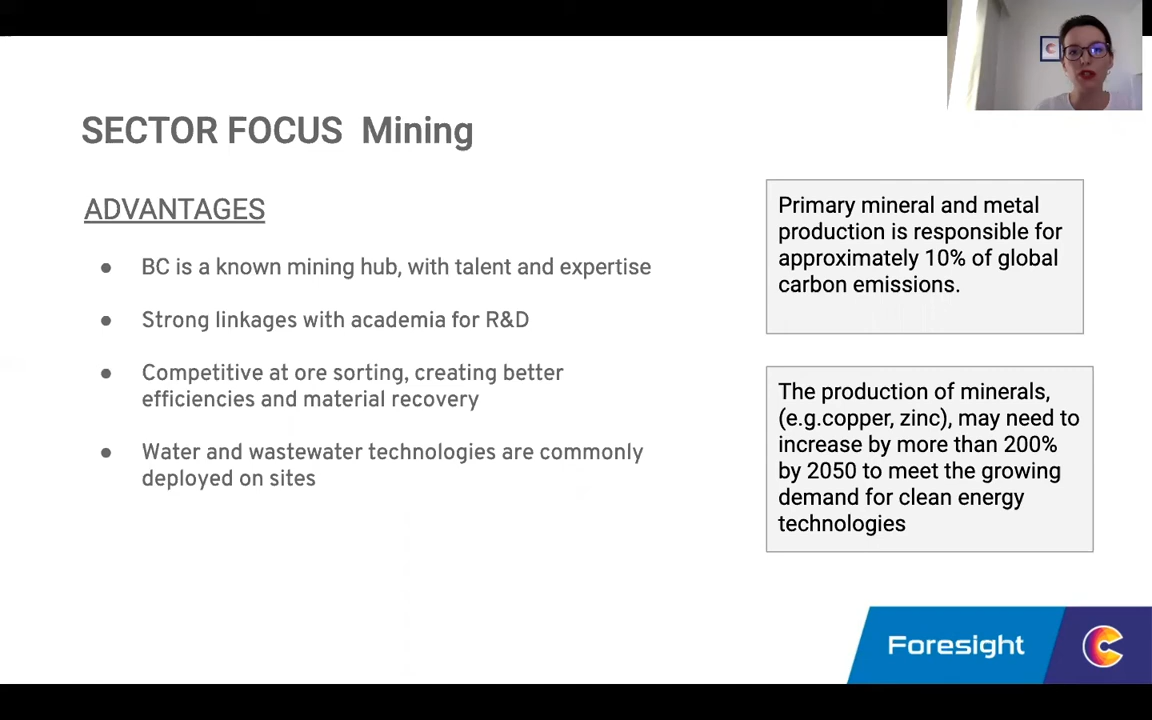 SECTOR FOCUS Mining
ADVANTAGES
● BC is a known mining hub, with talent and expertise
● Strong linkages with academia for R&D
● Competitive at ore sorting, creating better
efficiencies and material recovery
● Water and wastewater technologies are commonly
deployed on sites
Primary mineral and metal
production is responsible for
approximately 10% of global
carbon emissions.
The production of minerals,
(e.g.copper, zinc), may need to
increase by more than 200%
by 2050 to meet the growing
demand for clean energy
technologies
Foresight